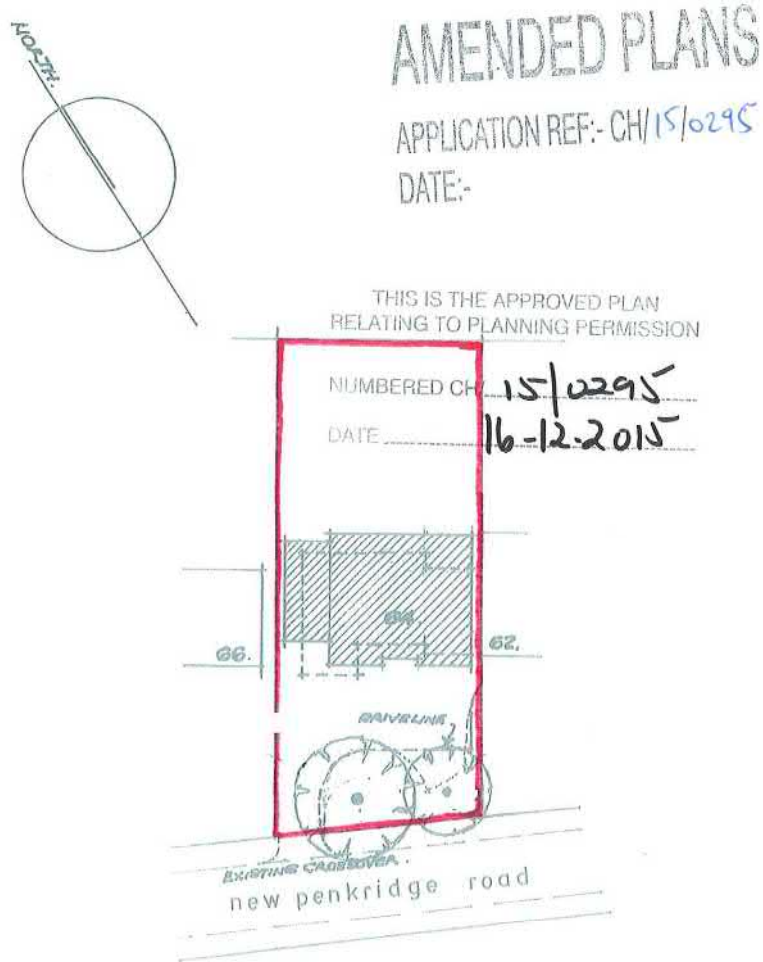 NORTH.
AMENDED PLANS
APPLICATION REF:- CH/15/0295
DATE:-
THIS IS THE APPROVED PLAN
RELATING TO PLANNING PERMISSION
NUMBERED CH/ 15/0295
DATE 16-12-2015
64.
66.
62.
DRIVELINE
EXISTING CROSSOVER.
new penkridge road